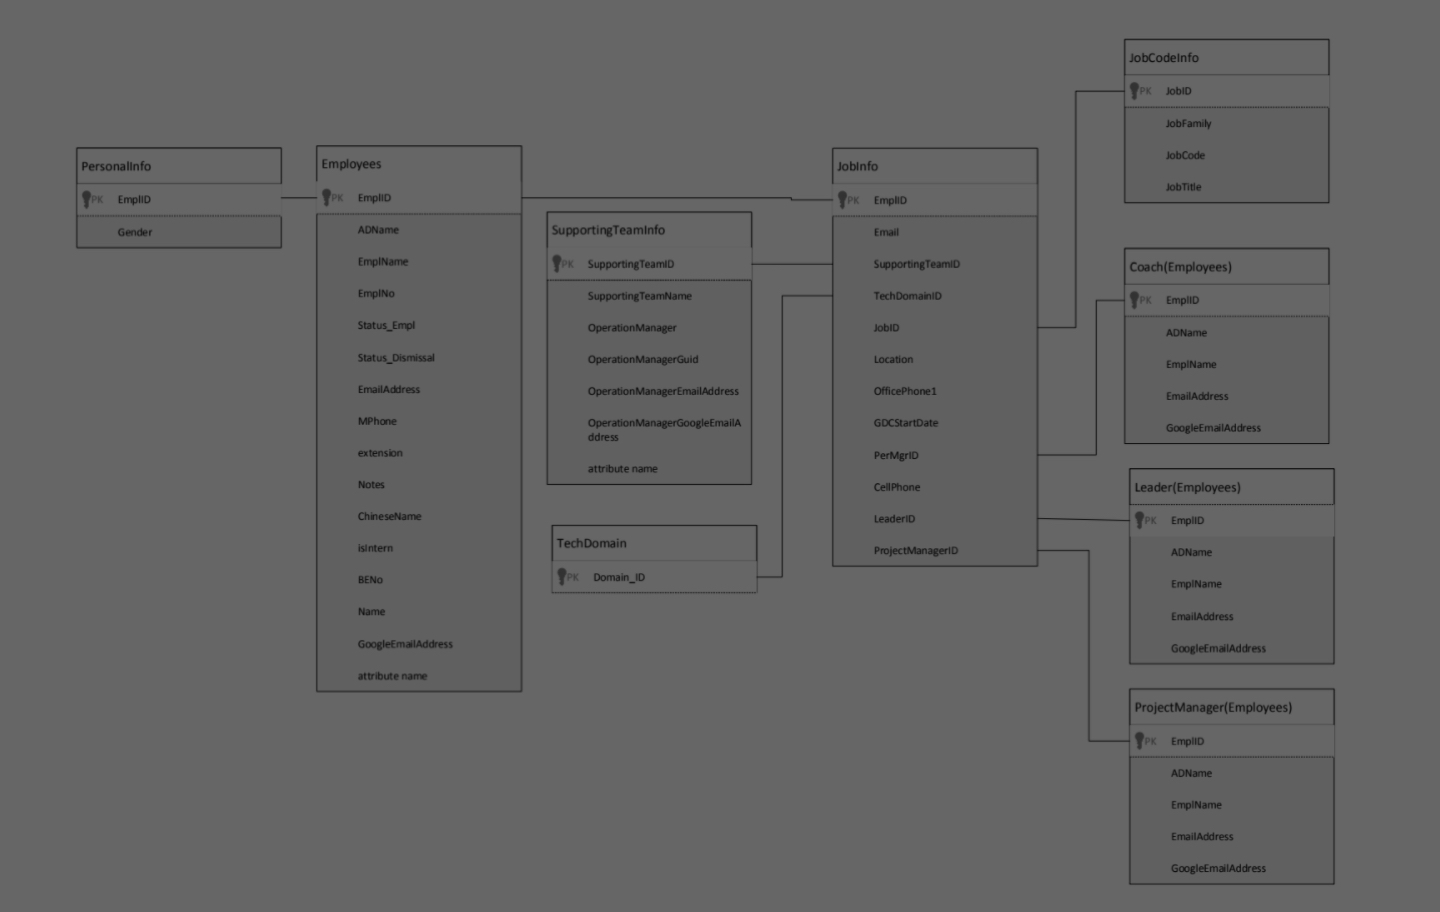 PersonalInfo
PK EmplID
Gender
Employees
PK EmplID
ADName
EmplName
EmplNo
Status_Empl
Status_Dismissal
EmailAddress
MPhone
extension
Notes
ChineseName
isIntern
BENo
Name
GoogleEmailAddress
attribute name
SupportingTeamInfo
PK SupportingTeamID
SupportingTeamName
OperationManager
OperationManagerGuid
OperationManagerEmailAddress
OperationManagerGoogleEmailA
ddress
attribute name
TechDomain
PK Domain_ID
JobInfo
PK EmplID
Email
SupportingTeamID
TechDomainID
JobID
Location
OfficePhone1
GDCStartDate
PerMgrID
CellPhone
LeaderID
ProjectManagerID
JobCodeInfo
PK JobID
JobFamily
JobCode
JobTitle
Coach(Employees)
PK EmplID
ADName
EmplName
EmailAddress
GoogleEmailAddress
Leader(Employees)
PK EmplID
ADName
EmplName
EmailAddress
GoogleEmailAddress
ProjectManager(Employees)
PK EmplID
ADName
EmplName
EmailAddress
GoogleEmailAddress